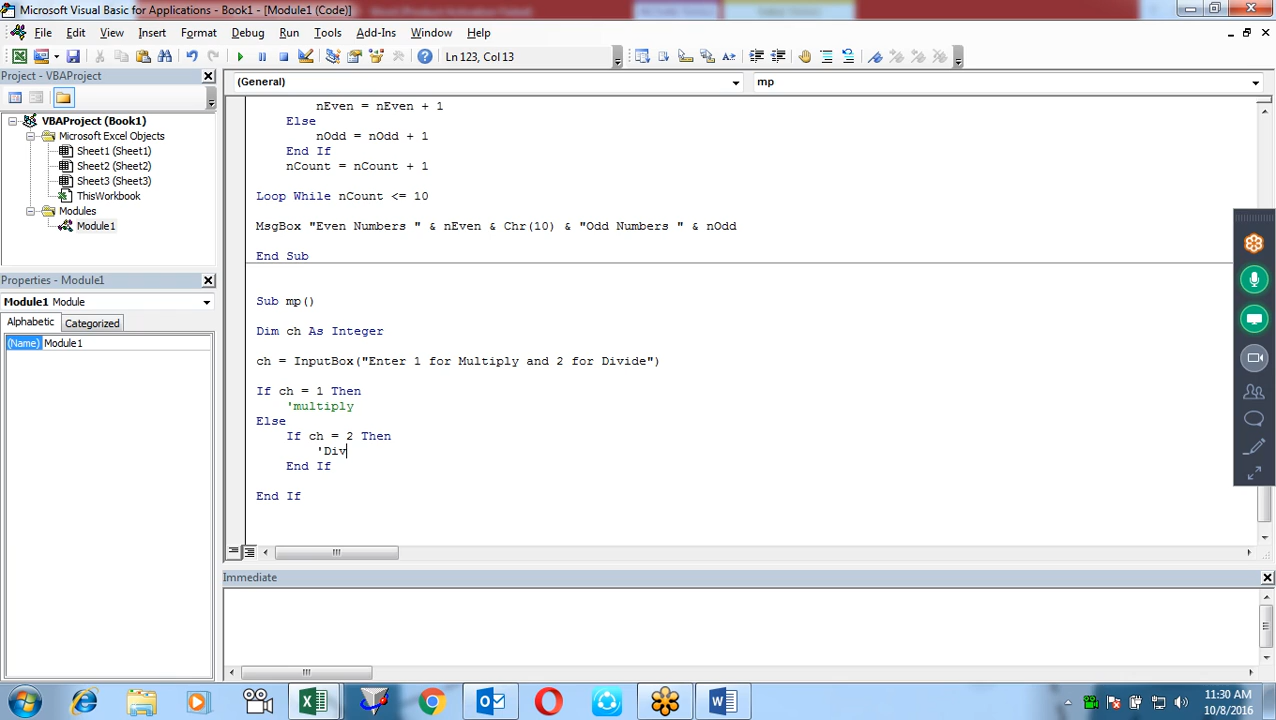 Microsoft Visual Basic for Applications - Book1 - [Module1 (Code)]
File Edit View Insert Format Debug Run Tools Add-Ins Window Help
Ln 123, Col 13
Project - VBAProject
(General) mp
VBAProject (Book1)
Microsoft Excel Objects
Sheet1 (Sheet1)
Sheet2 (Sheet2)
Sheet3 (Sheet3)
ThisWorkbook
Modules
Module1
Properties - Module1
Module1 Module
Alphabetic Categorized
(Name) Module1
nEven = nEven + 1
Else
nOdd = nOdd + 1
End If
nCount = nCount + 1
Loop While nCount <= 10
MsgBox "Even Numbers " & nEven & Chr(10) & "Odd Numbers " & nOdd
End Sub
Sub mp()
Dim ch As Integer
ch = InputBox("Enter 1 for Multiply and 2 for Divide")
If ch = 1 Then
'multiply
Else
If ch = 2 Then
'Div
End If
End If
Immediate
11:30 AM
10/8/2016